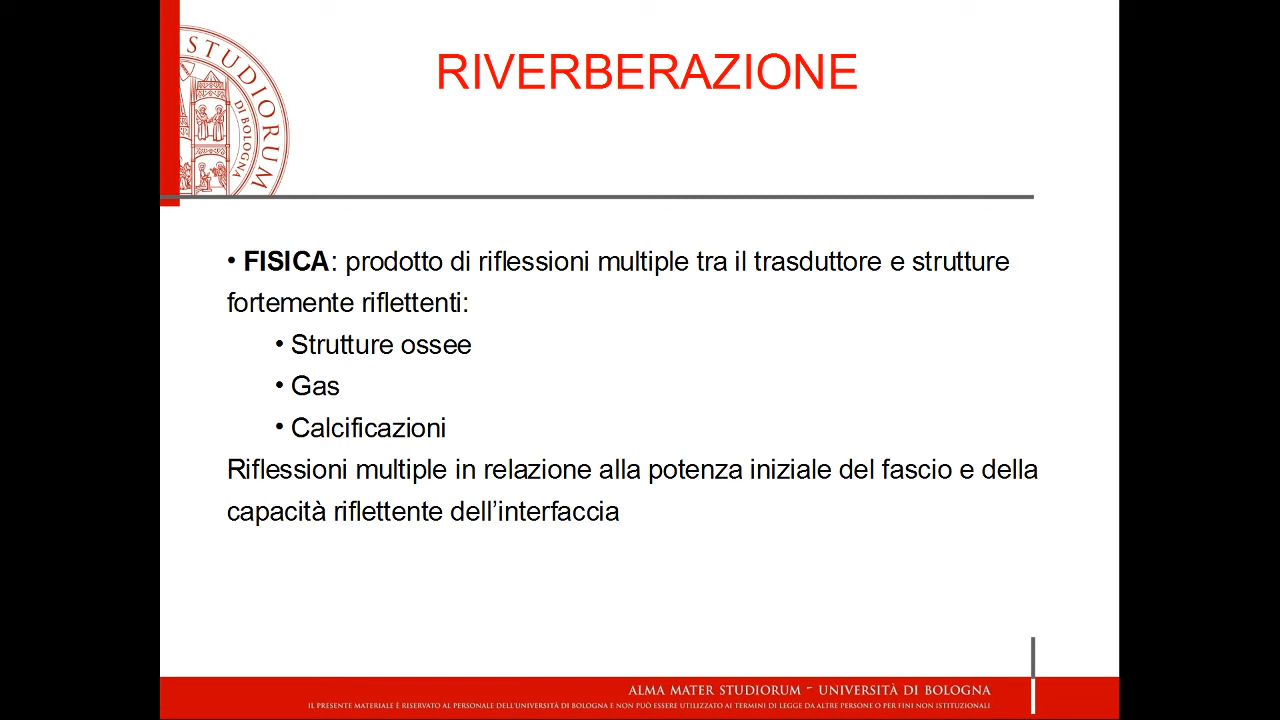 STUDIORUM
DI BOLOGNA
RIVERBERAZIONE
• FISICA: prodotto di riflessioni multiple tra il trasduttore e strutture
fortemente riflettenti:
• Strutture ossee
• Gas
• Calcificazioni
Riflessioni multiple in relazione alla potenza iniziale del fascio e della
capacità riflettente dell’interfaccia
ALMA MATER STUDIORUM ~ UNIVERSITÀ DI BOLOGNA
IL PRESENTE MATERIALE È RISERVATO AL PERSONALE DELL'UNIVERSITÀ DI BOLOGNA E NON PUÒ ESSERE UTILIZZATO AI TERMINI DI LEGGE DA ALTRE PERSONE O PER FINI NON ISTITUZIONALI